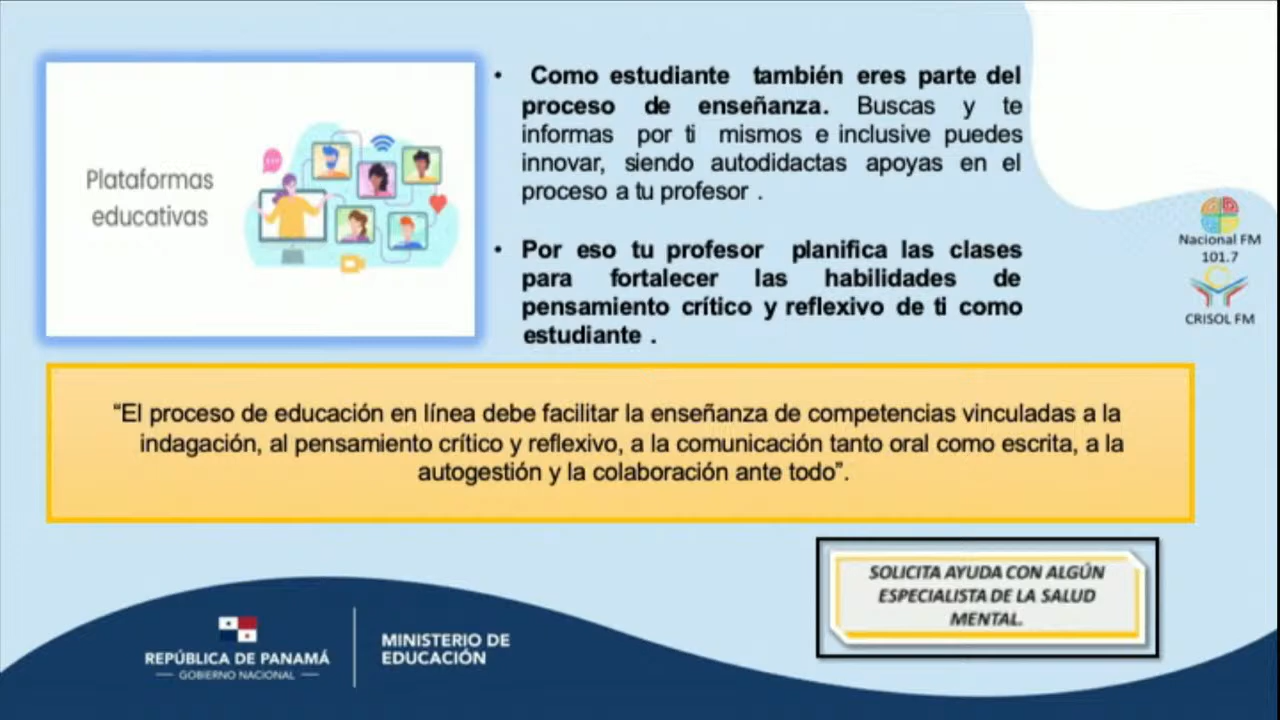 Plataformas
educativas
• Como estudiante también eres parte del
proceso de enseñanza. Buscas y te
informas por ti mismos e inclusive puedes
innovar, siendo autodidactas apoyas en el
proceso a tu profesor .
• Por eso tu profesor planifica las clases
para fortalecer las habilidades de
pensamiento crítico y reflexivo de ti como
estudiante .
Nacional FM
101.7
CRISOL FM
“El proceso de educación en línea debe facilitar la enseñanza de competencias vinculadas a la
indagación, al pensamiento crítico y reflexivo, a la comunicación tanto oral como escrita, a la
autogestión y la colaboración ante todo”.
SOLICITA AYUDA CON ALGÚN
ESPECIALISTA DE LA SALUD
MENTAL.
REPÚBLICA DE PANAMÁ
— GOBIERNO NACIONAL —
MINISTERIO DE
EDUCACIÓN